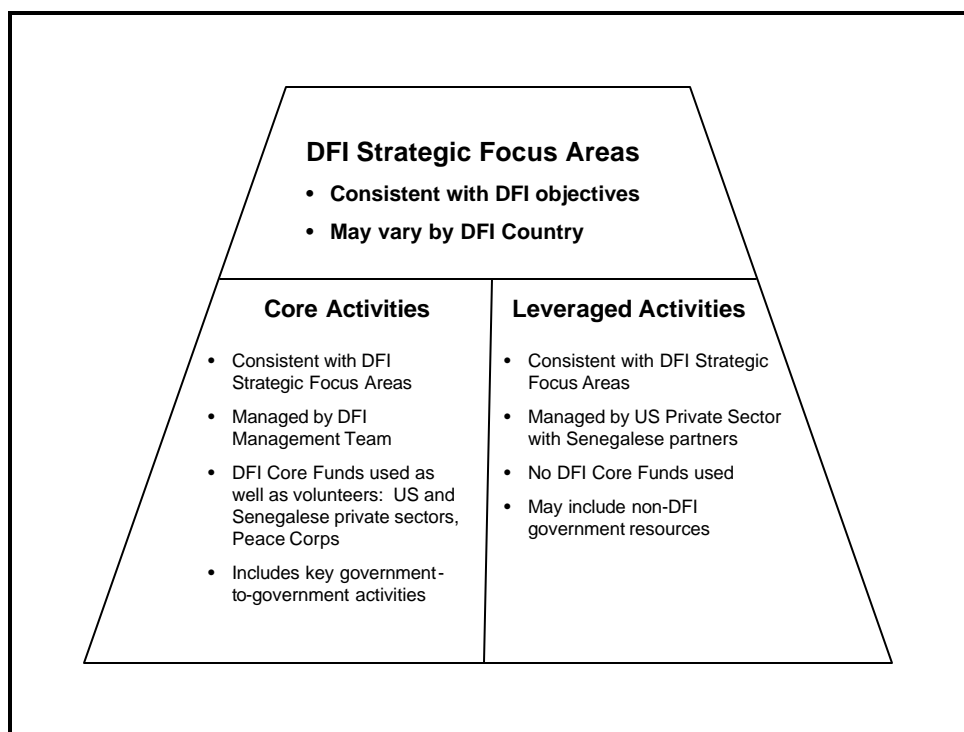 DFI Strategic Focus Areas
• Consistent with DFI objectives
• May vary by DFI Country
Core Activities
• Consistent with DFI
Strategic Focus Areas
• Managed by DFI
Management Team
• DFI Core Funds used as
well as volunteers: US and
Senegalese private sectors,
Peace Corps
• Includes key government-
to-government activities
Leveraged Activities
• Consistent with DFI Strategic
Focus Areas
• Managed by US Private Sector
with Senegalese partners
• No DFI Core Funds used
• May include non-DFI
government resources